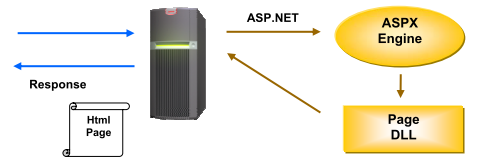 ASP.NET
ASPX
Engine
Response
Html
Page
Page
DLL